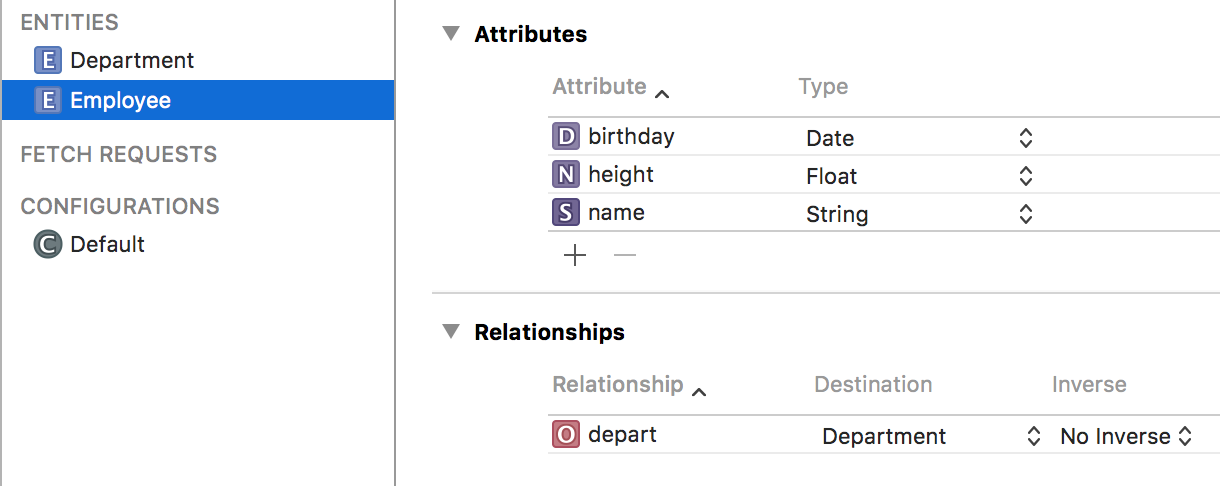 ENTITIES
E Department
E Employee
FETCH REQUESTS
CONFIGURATIONS
C Default
Attributes
Attribute Type
D birthday Date
N height Float
S name String
Relationships
Relationship Destination Inverse
O depart Department No Inverse